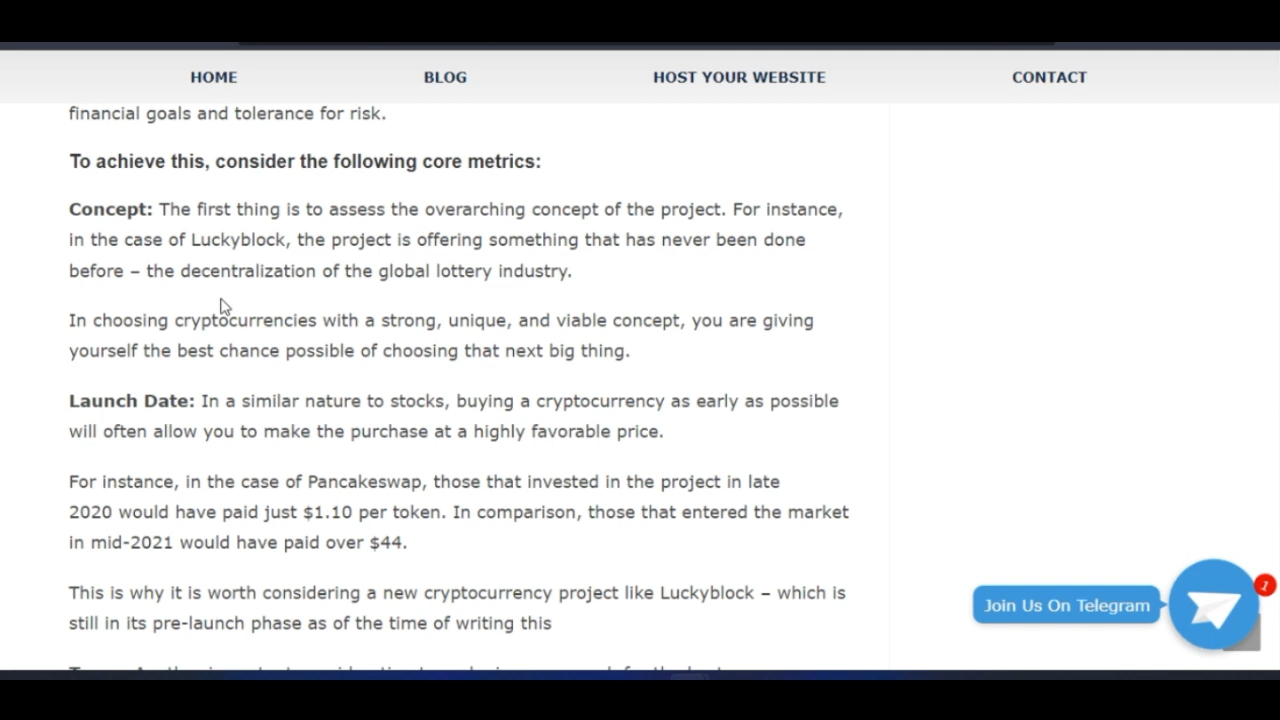 HOME BLOG HOST YOUR WEBSITE CONTACT
financial goals and tolerance for risk.
To achieve this, consider the following core metrics:
Concept: The first thing is to assess the overarching concept of the project. For instance,
in the case of Luckyblock, the project is offering something that has never been done
before – the decentralization of the global lottery industry.
In choosing cryptocurrencies with a strong, unique, and viable concept, you are giving
yourself the best chance possible of choosing that next big thing.
Launch Date: In a similar nature to stocks, buying a cryptocurrency as early as possible
will often allow you to make the purchase at a highly favorable price.
For instance, in the case of Pancakeswap, those that invested in the project in late
2020 would have paid just $1.10 per token. In comparison, those that entered the market
in mid-2021 would have paid over $44.
This is why it is worth considering a new cryptocurrency project like Luckyblock – which is
still in its pre-launch phase as of the time of writing this
Join Us On Telegram
1